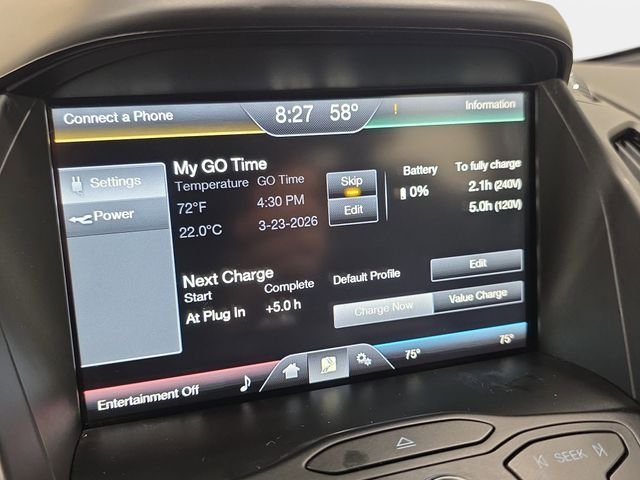 Connect a Phone 8:27 58° ! Information
Settings
Power
My GO Time
Temperature GO Time
72°F 4:30 PM
22.0°C 3-23-2026
Skip
Edit
Battery To fully charge
0% 2.1h (240V)
5.0h (120V)
Next Charge
Start Complete
At Plug In +5.0 h
Default Profile Edit
Charge Now Value Charge
Entertainment Off 75° 75°
SEEK